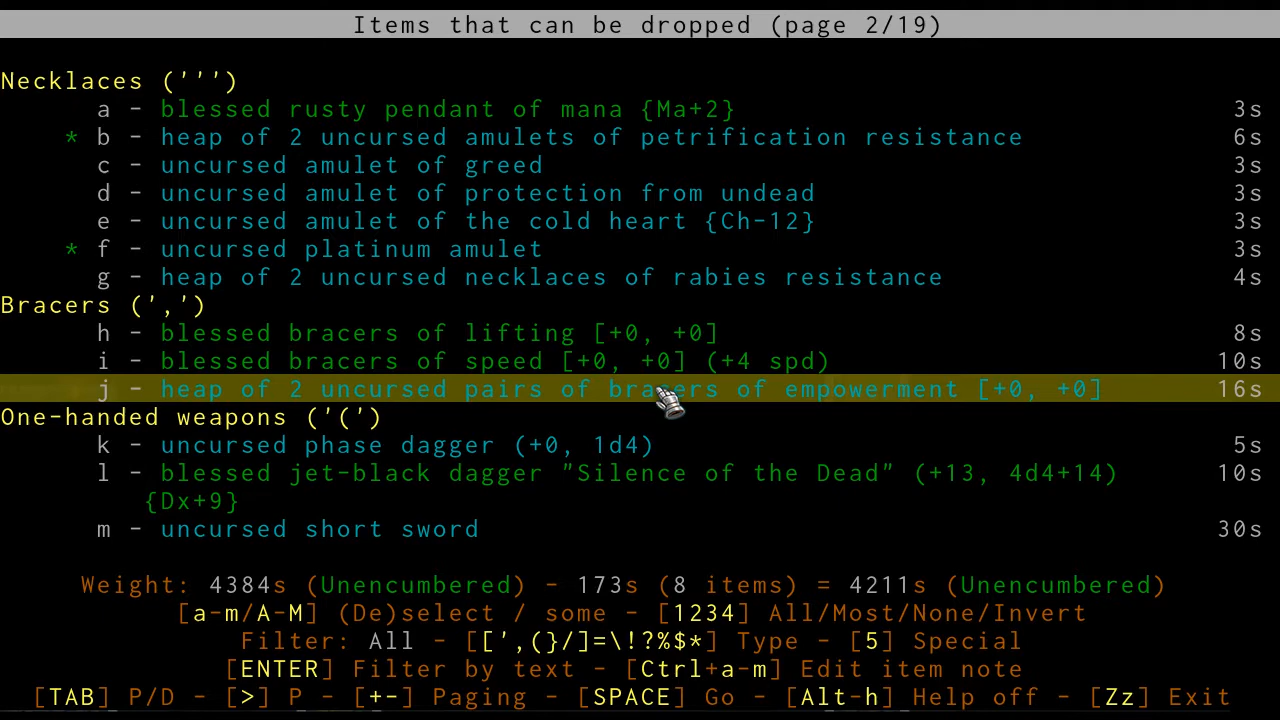 Items that can be dropped (page 2/19)
Necklaces (''')
a - blessed rusty pendant of mana {Ma+2} 3s
* b - heap of 2 uncursed amulets of petrification resistance 6s
c - uncursed amulet of greed 3s
d - uncursed amulet of protection from undead 3s
e - uncursed amulet of the cold heart {Ch-12} 3s
* f - uncursed platinum amulet 3s
g - heap of 2 uncursed necklaces of rabies resistance 4s
Bracers (',')
h - blessed bracers of lifting [+0, +0] 8s
i - blessed bracers of speed [+0, +0] (+4 spd) 10s
j - heap of 2 uncursed pairs of bracers of empowerment [+0, +0] 16s
One-handed weapons ('(')
k - uncursed phase dagger (+0, 1d4) 5s
l - blessed jet-black dagger "Silence of the Dead" (+13, 4d4+14) 10s
{Dx+9}
m - uncursed short sword 30s
Weight: 4384s (Unencumbered) - 173s (8 items) = 4211s (Unencumbered)
[a-m/A-M] (De)select / some - [1234] All/Most/None/Invert
Filter: All - [[',(}/]=\!?%$*] Type - [5] Special
[ENTER] Filter by text - [Ctrl+a-m] Edit item note
[TAB] P/D - [>] P - [+-] Paging - [SPACE] Go - [Alt-h] Help off - [Zz] Exit